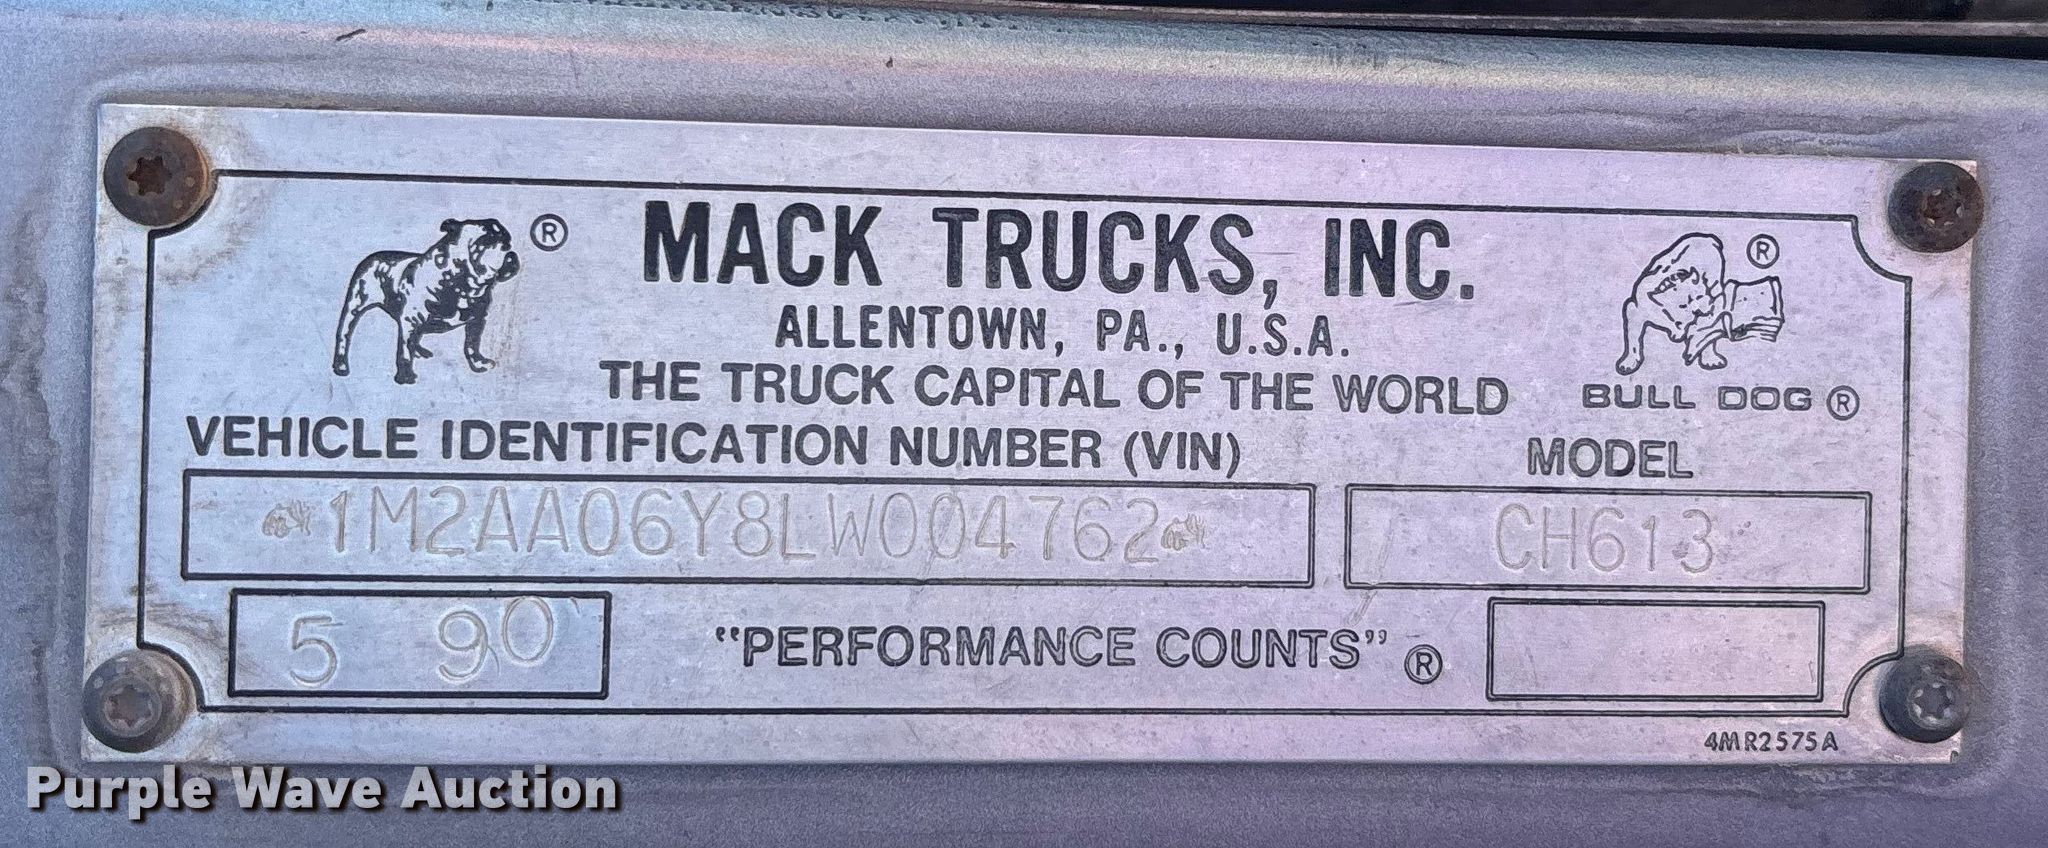 MACK TRUCKS, INC.
®
®
ALLENTOWN, PA., U.S.A.
THE TRUCK CAPITAL OF THE WORLD
BULL DOG®
VEHICLE IDENTIFICATION NUMBER (VIN)
MODEL
1M2AA06Y8LW004762
CH613
5 90
"PERFORMANCE COUNTS"®
4MR2575A
Purple Wave Auction